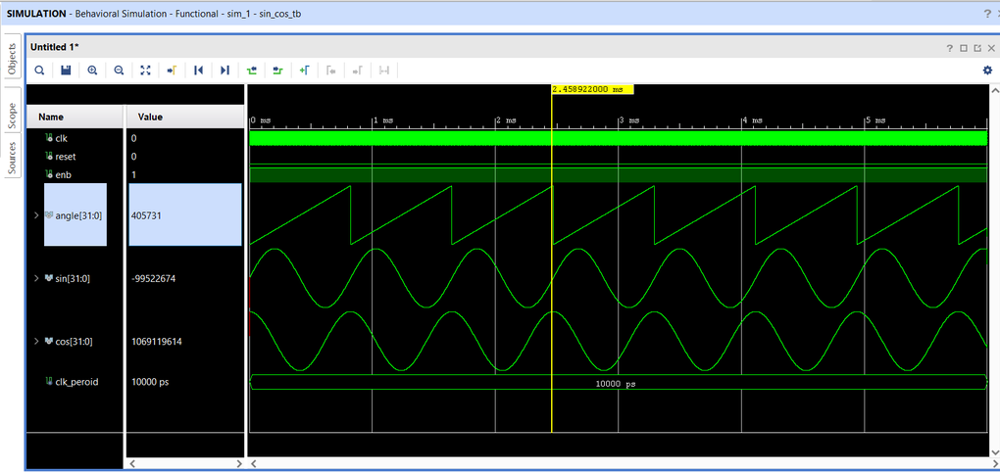 SIMULATION - Behavioral Simulation - Functional - sim_1 - sin_cos_tb
Untitled 1*
Objects
Scope
Sources
2.458922000 ms
Name Value
0 ms 1 ms 2 ms 3 ms 4 ms 5 ms
clk 0
reset 0
enb 1
angle[31:0] 405731
sin[31:0] -99522674
cos[31:0] 1069119614
clk_peroid 10000 ps
10000 ps